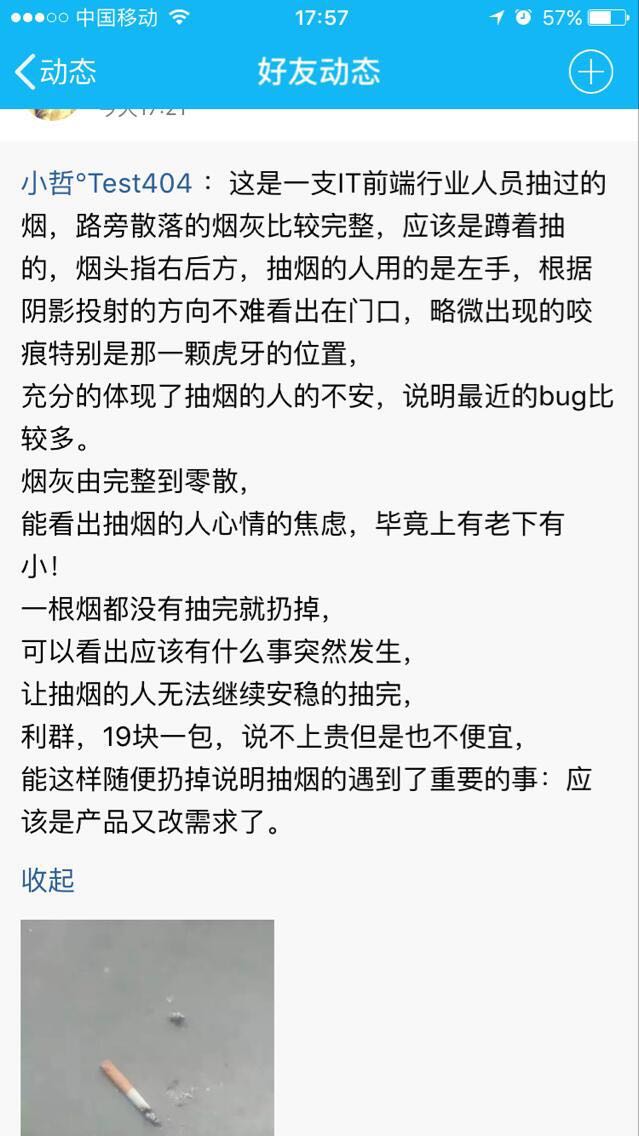 中国移动
17:57
57%
动态
好友动态
今天17:21
小哲°Test404 ：这是一支IT前端行业人员抽过的
烟，路旁散落的烟灰比较完整，应该是蹲着抽
的，烟头指右后方，抽烟的人用的是左手，根据
阴影投射的方向不难看出在门口，略微出现的咬
痕特别是那一颗虎牙的位置，
充分的体现了抽烟的人的不安，说明最近的bug比
较多。
烟灰由完整到零散，
能看出抽烟的人心情的焦虑，毕竟上有老下有
小！
一根烟都没有抽完就扔掉，
可以看出应该有什么事突然发生，
让抽烟的人无法继续安稳的抽完，
利群，19块一包，说不上贵但是也不便宜，
能这样随便扔掉说明抽烟的遇到了重要的事：应
该是产品又改需求了。
收起